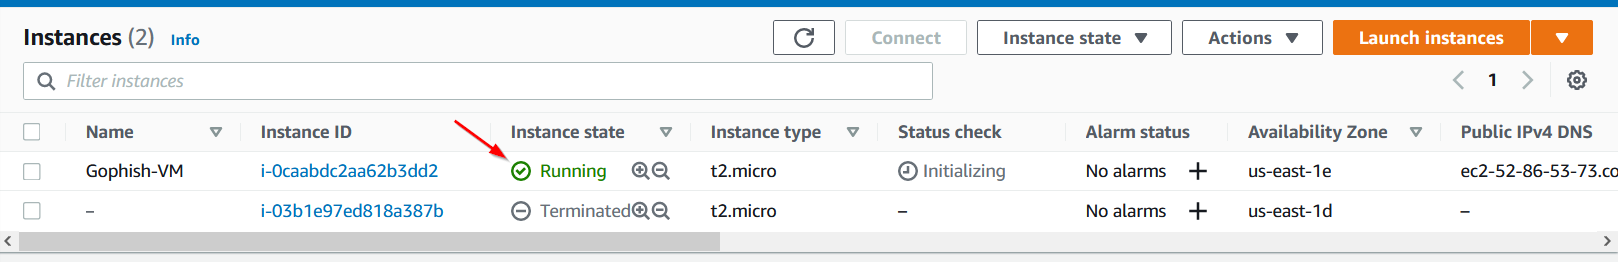 Instances (2) Info
Connect Instance state Actions Launch instances
Filter instances
1
Name Instance ID Instance state Instance type Status check Alarm status Availability Zone Public IPv4 DNS
Gophish-VM i-0caabdc2aa62b3dd2 Running t2.micro Initializing No alarms + us-east-1e ec2-52-86-53-73.co
– i-03b1e97ed818a387b Terminated t2.micro – No alarms + us-east-1d –